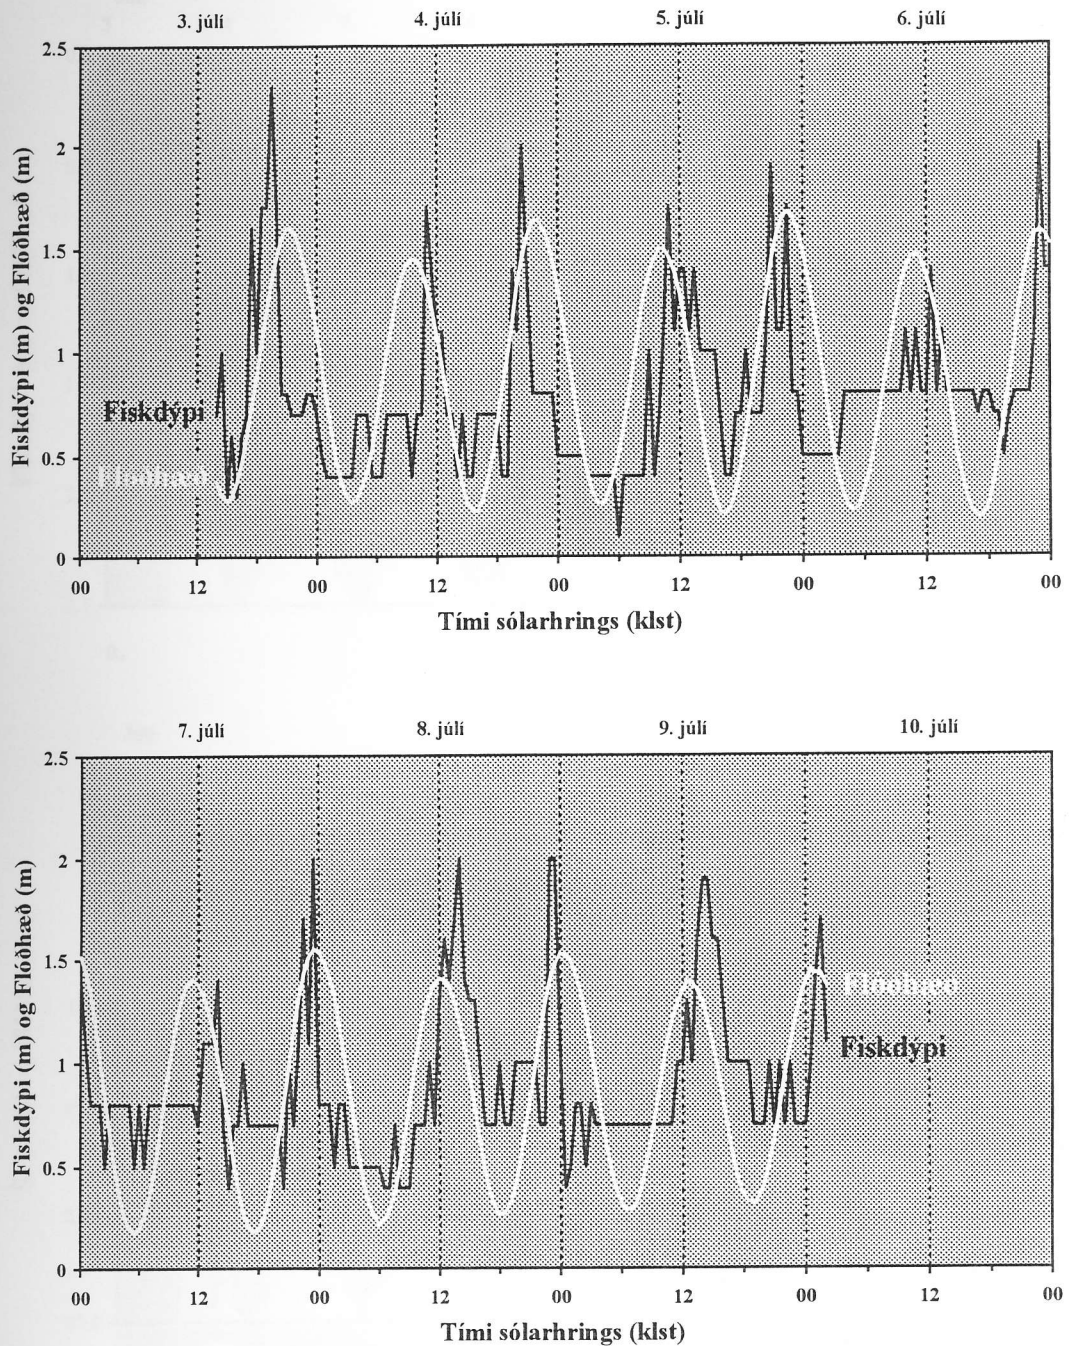 3. júlí 4. júlí 5. júlí 6. júlí
2.5
2
1.5
1
0.5
0
Fiskdýpi (m) og Flóðhæð (m)
Fiskdýpi
Flóðhæð
00 12 00 12 00 12 00 12 00
Tími sólarhrings (klst)
7. júlí 8. júlí 9. júlí 10. júlí
2.5
2
1.5
1
0.5
0
Fiskdýpi (m) og Flóðhæð (m)
Flóðhæð
Fiskdýpi
00 12 00 12 00 12 00 12 00
Tími sólarhrings (klst)